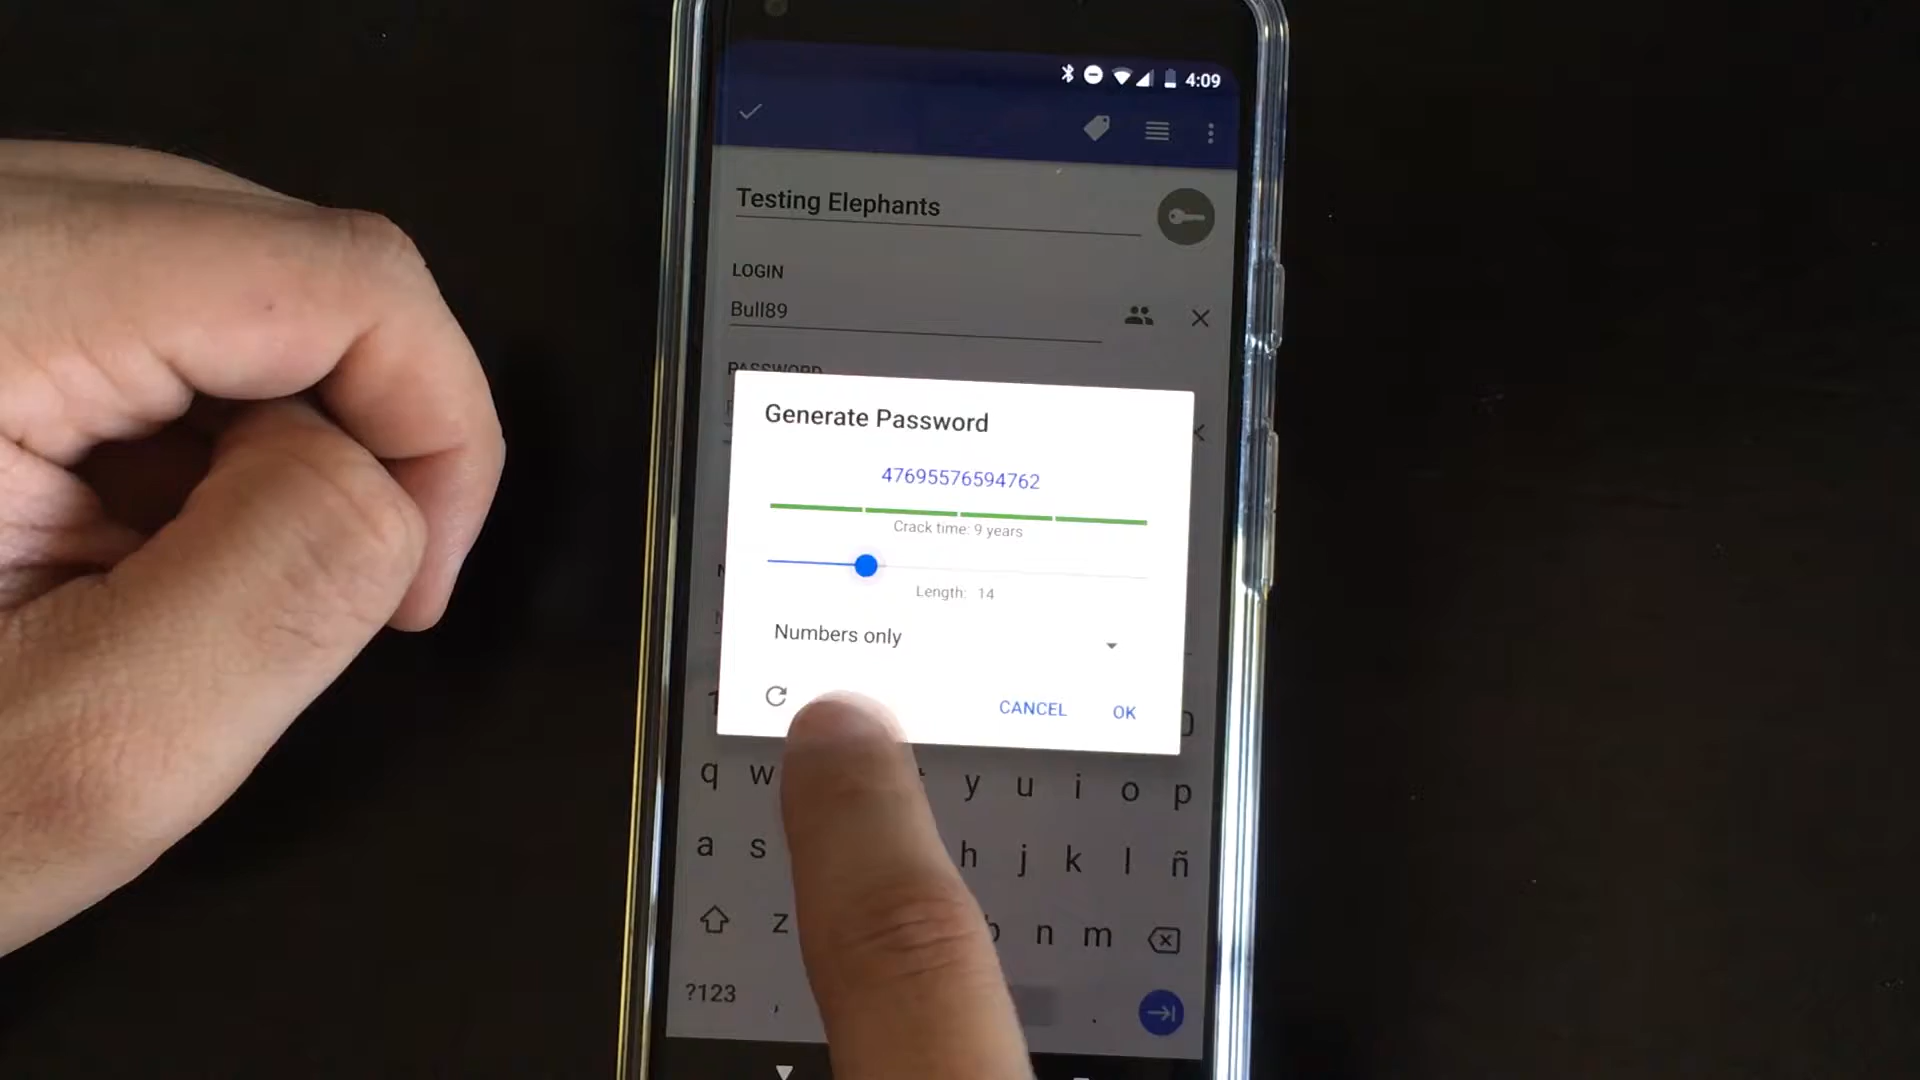 4:09
Testing Elephants
LOGIN
Bull89
PASSWORD
Generate Password
47695576594762
Crack time: 9 years
Length: 14
Numbers only
CANCEL OK
q w y u i o p
a s h j k l ñ
z b n m
?123 , .